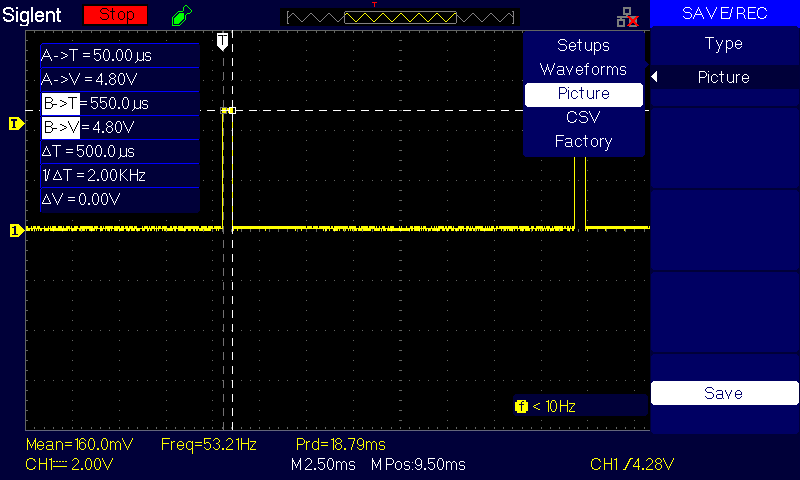 Siglent Stop T SAVE/REC
Type
Picture
Save
A->T=50.00µs
A->V=4.80V
B->T=550.0µs
B->V=4.80V
ΔT=500.0µs
1/ΔT=2.00KHz
ΔV=0.00V
T
Setups
Waveforms
Picture
CSV
Factory
T
1
f < 10Hz
Mean=160.0mV Freq=53.21Hz Prd=18.79ms
CH1 2.00V M 2.50ms M Pos:9.50ms CH1 4.28V